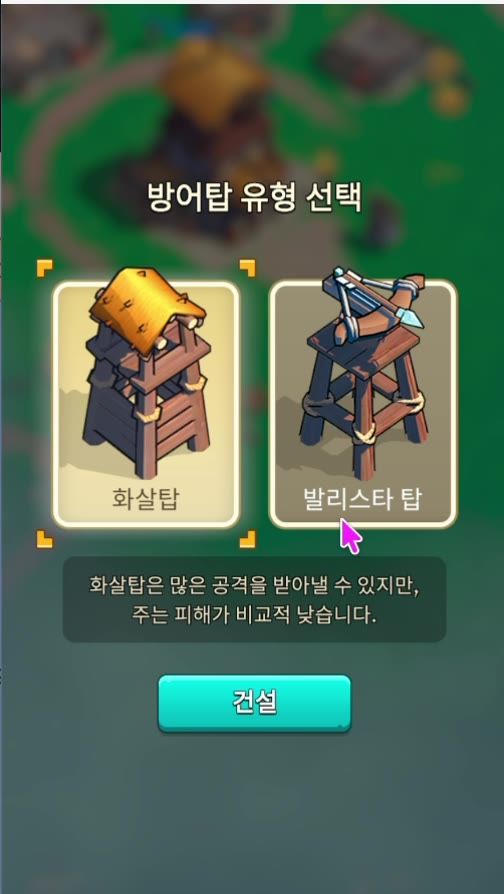 방어탑 유형 선택
화살탑
발리스타 탑
화살탑은 많은 공격을 받아낼 수 있지만,
주는 피해가 비교적 낮습니다.
건설